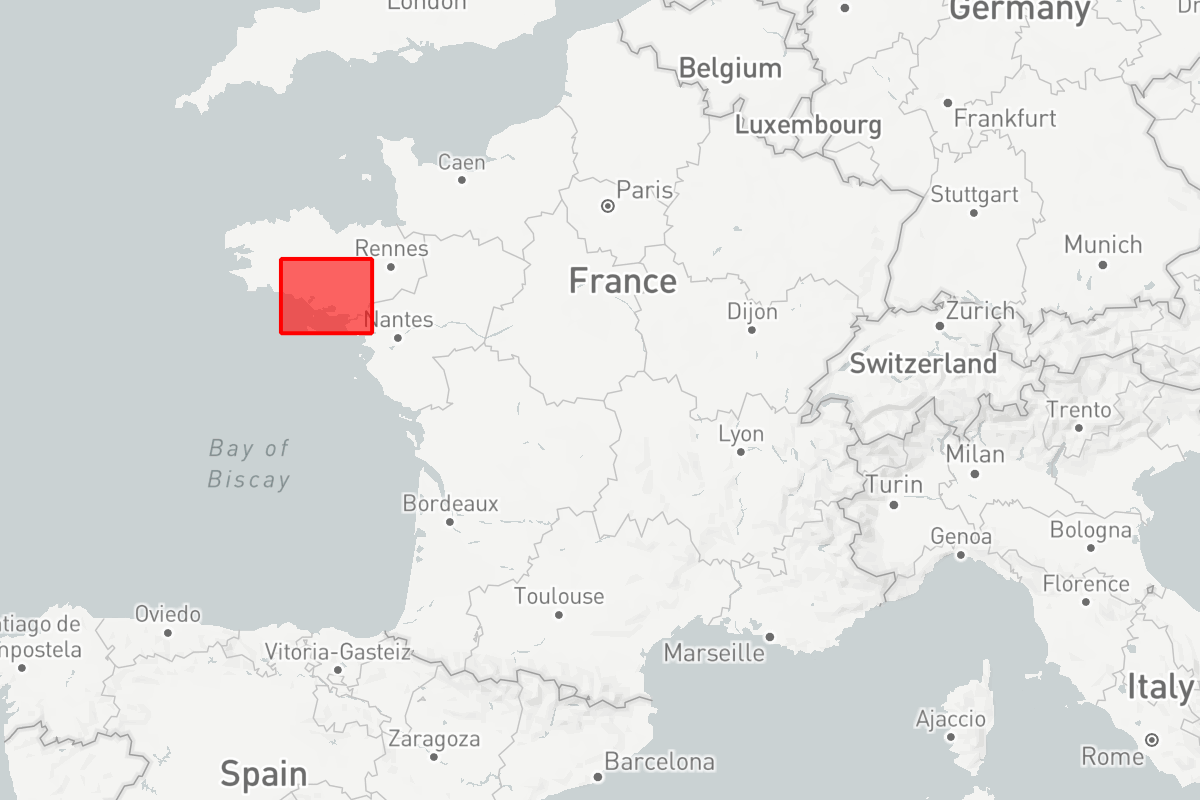 London
Germany
Dr
Belgium
Luxembourg
Frankfurt
Caen
Paris
Stuttgart
Rennes
Munich
France
Dijon
Zurich
Nantes
Switzerland
Trento
Lyon
Bay of
Biscay
Milan
Turin
Bordeaux
Bologna
Genoa
Florence
Toulouse
Oviedo
tiago de
mpostela
Vitoria-Gasteiz
Marseille
Italy
Ajaccio
Zaragoza
Rome
Barcelona
Spain